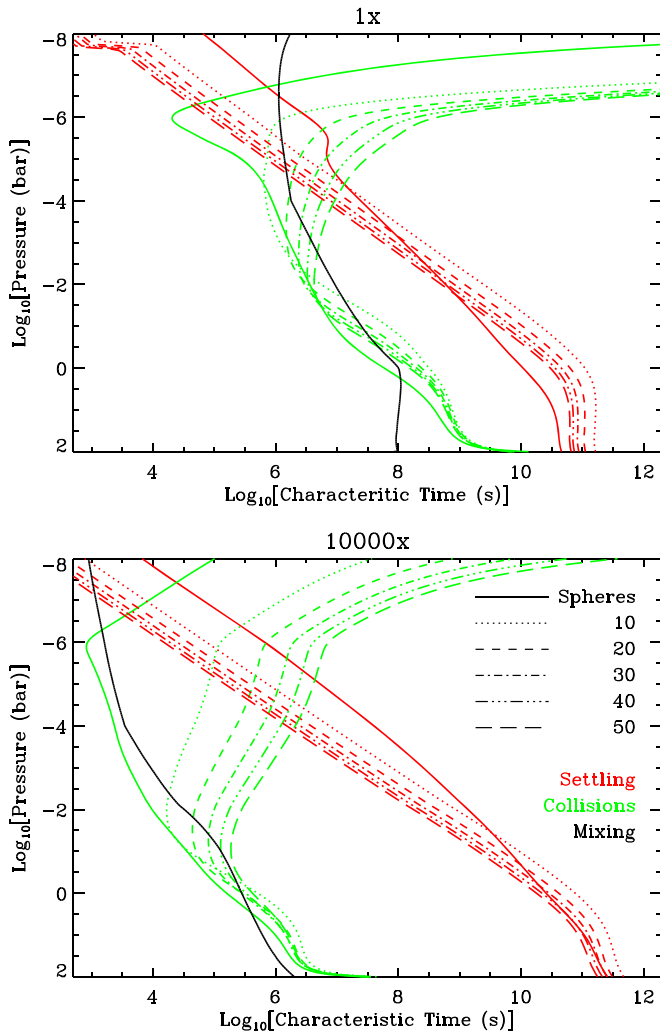 1x
-8
-6
-4
-2
0
2
Log10[Pressure (bar)]
4 6 8 10 12
Log10[Characteritic Time (s)]
10000x
-8
-6
-4
-2
0
2
Log10[Pressure (bar)]
Spheres
10
20
30
40
50
Settling
Collisions
Mixing
4 6 8 10 12
Log10[Characteristic Time (s)]